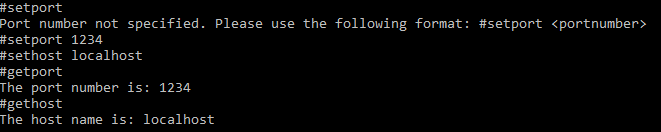 #setport
Port number not specified. Please use the following format: #setport <portnumber>
#setport 1234
#sethost localhost
#getport
The port number is: 1234
#gethost
The host name is: localhost